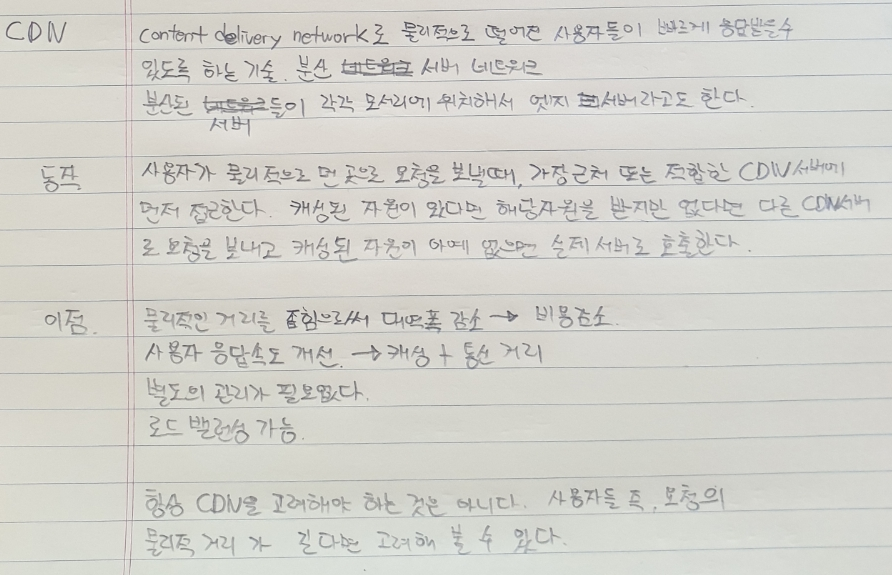 CDN content delivery network로 물리적으로 떨어진 사용자들이 빠르게 응답받을수
있도록 하는 기술. 분산 서버 네트워크
분산된 서버들이 각각 모서리에 위치해서 엣지 서버라고도 한다.
동작 사용자가 물리적으로 먼 곳으로 요청을 보낼때, 가장근처 또는 적합한 CDN서버에
먼저 접근한다. 캐싱된 자원이 있다면 해당자원을 받지만 없다면 다른 CDN서버
로 요청을 보내고 캐싱된 자원이 아예 없으면 실제 서버로 호출한다.
이점. 물리적인 거리를 좁힘으로써 대역폭 감소 → 비용감소.
사용자 응답속도 개선. → 캐싱 + 통신 거리
별도의 관리가 필요없다.
로드 밸런싱 가능.
항상 CDN을 고려해야 하는 것은 아니다. 사용자들 즉, 요청의
물리적 거리가 길다면 고려해 볼 수 있다.